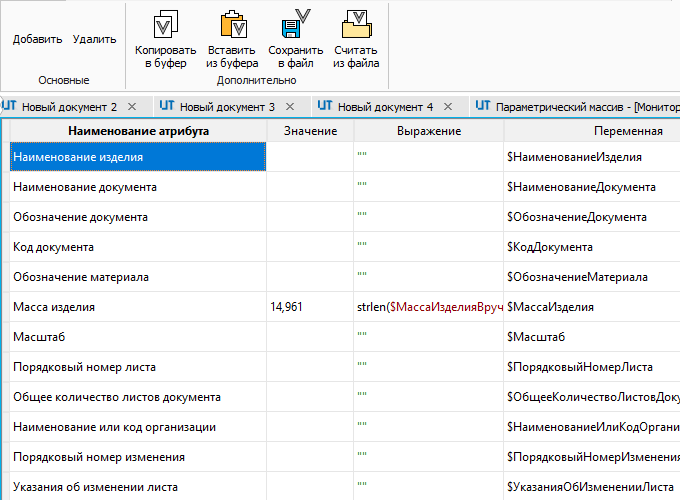 Добавить Удалить
Копировать в буфер
Вставить из буфера
Сохранить в файл
Считать из файла
Основные Дополнительно
Новый документ 2 × Новый документ 3 × Новый документ 4 × Параметрический массив - [Монитор
Наименование атрибута Значение Выражение Переменная
Наименование изделия "" $НаименованиеИзделия
Наименование документа "" $НаименованиеДокумента
Обозначение документа "" $ОбозначениеДокумента
Код документа "" $КодДокумента
Обозначение материала "" $ОбозначениеМатериала
Масса изделия 14,961 strlen($МассаИзделияВруч $МассаИзделия
Масштаб "" $Масштаб
Порядковый номер листа "" $ПорядковыйНомерЛиста
Общее количество листов документа "" $ОбщееКоличествоЛистовДоку
Наименование или код организации "" $НаименованиеИлиКодОргани
Порядковый номер изменения "" $ПорядковыйНомерИзменени
Указания об изменении листа "" $УказанияОбИзмененииЛиста